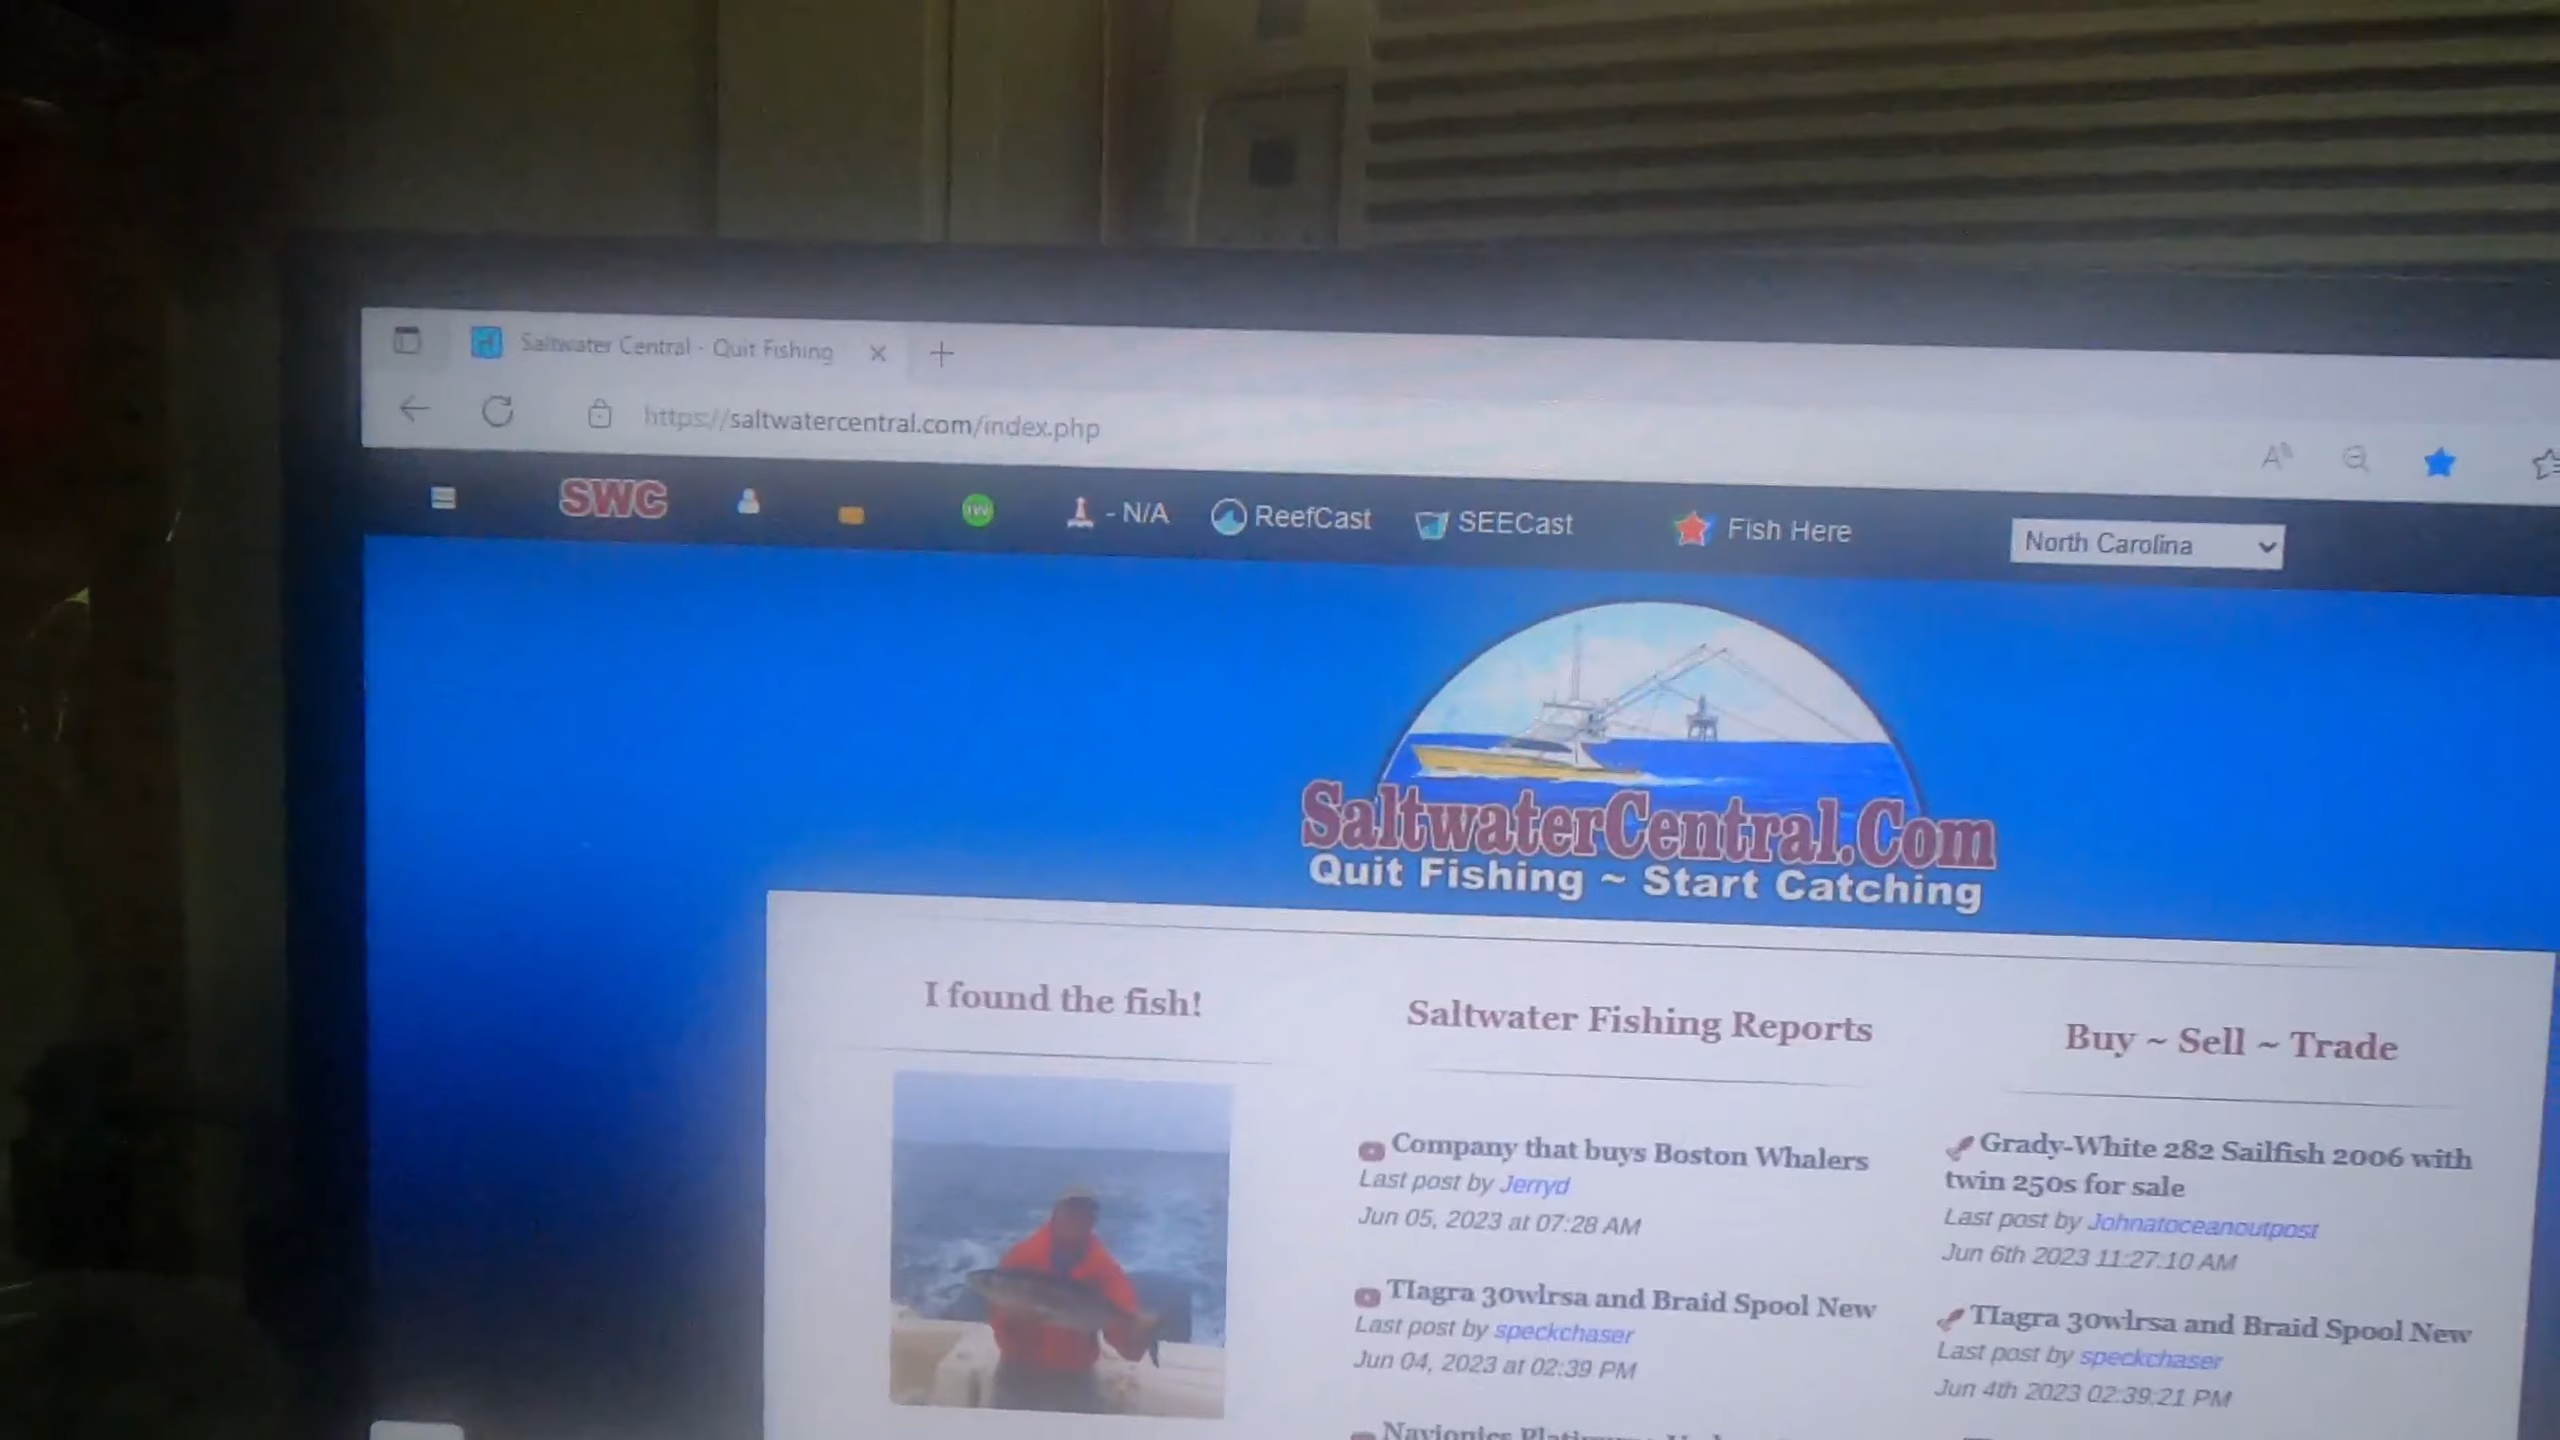 Saltwater Central - Quit Fishing
https://saltwatercentral.com/index.php
SWC
- N/A
ReefCast
SEECast
Fish Here
North Carolina
SaltwaterCentral.Com
Quit Fishing ~ Start Catching
I found the fish!
Saltwater Fishing Reports
Company that buys Boston Whalers
Last post by Jerryd
Jun 05, 2023 at 07:28 AM
TIagra 30wlrsa and Braid Spool New
Last post by speckchaser
Jun 04, 2023 at 02:39 PM
Navionics
Buy ~ Sell ~ Trade
Grady-White 282 Sailfish 2006 with
twin 250s for sale
Last post by Johnatoceanoutpost
Jun 6th 2023 11:27:10 AM
TIagra 30wlrsa and Braid Spool New
Last post by speckchaser
Jun 4th 2023 02:39:21 PM